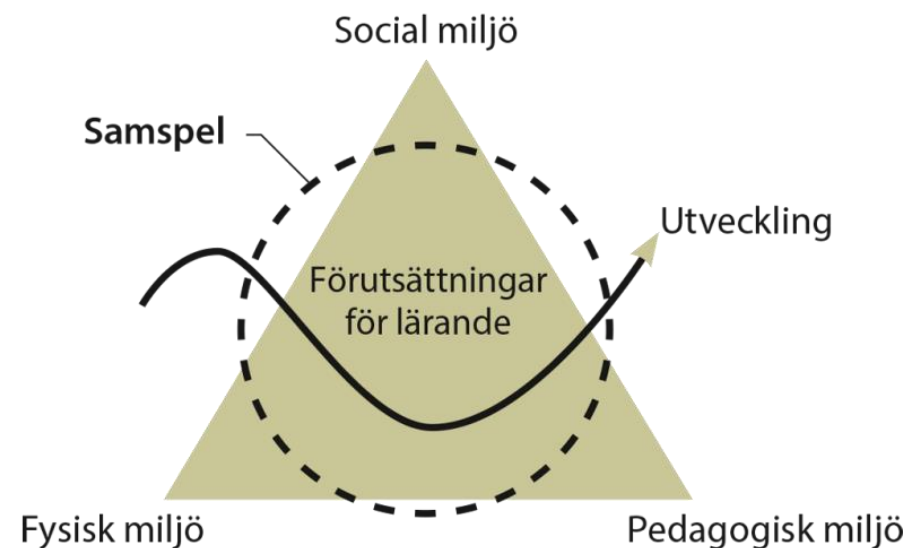 Social miljö
Samspel
Utveckling
Förutsättningar
för lärande
Fysisk miljö
Pedagogisk miljö